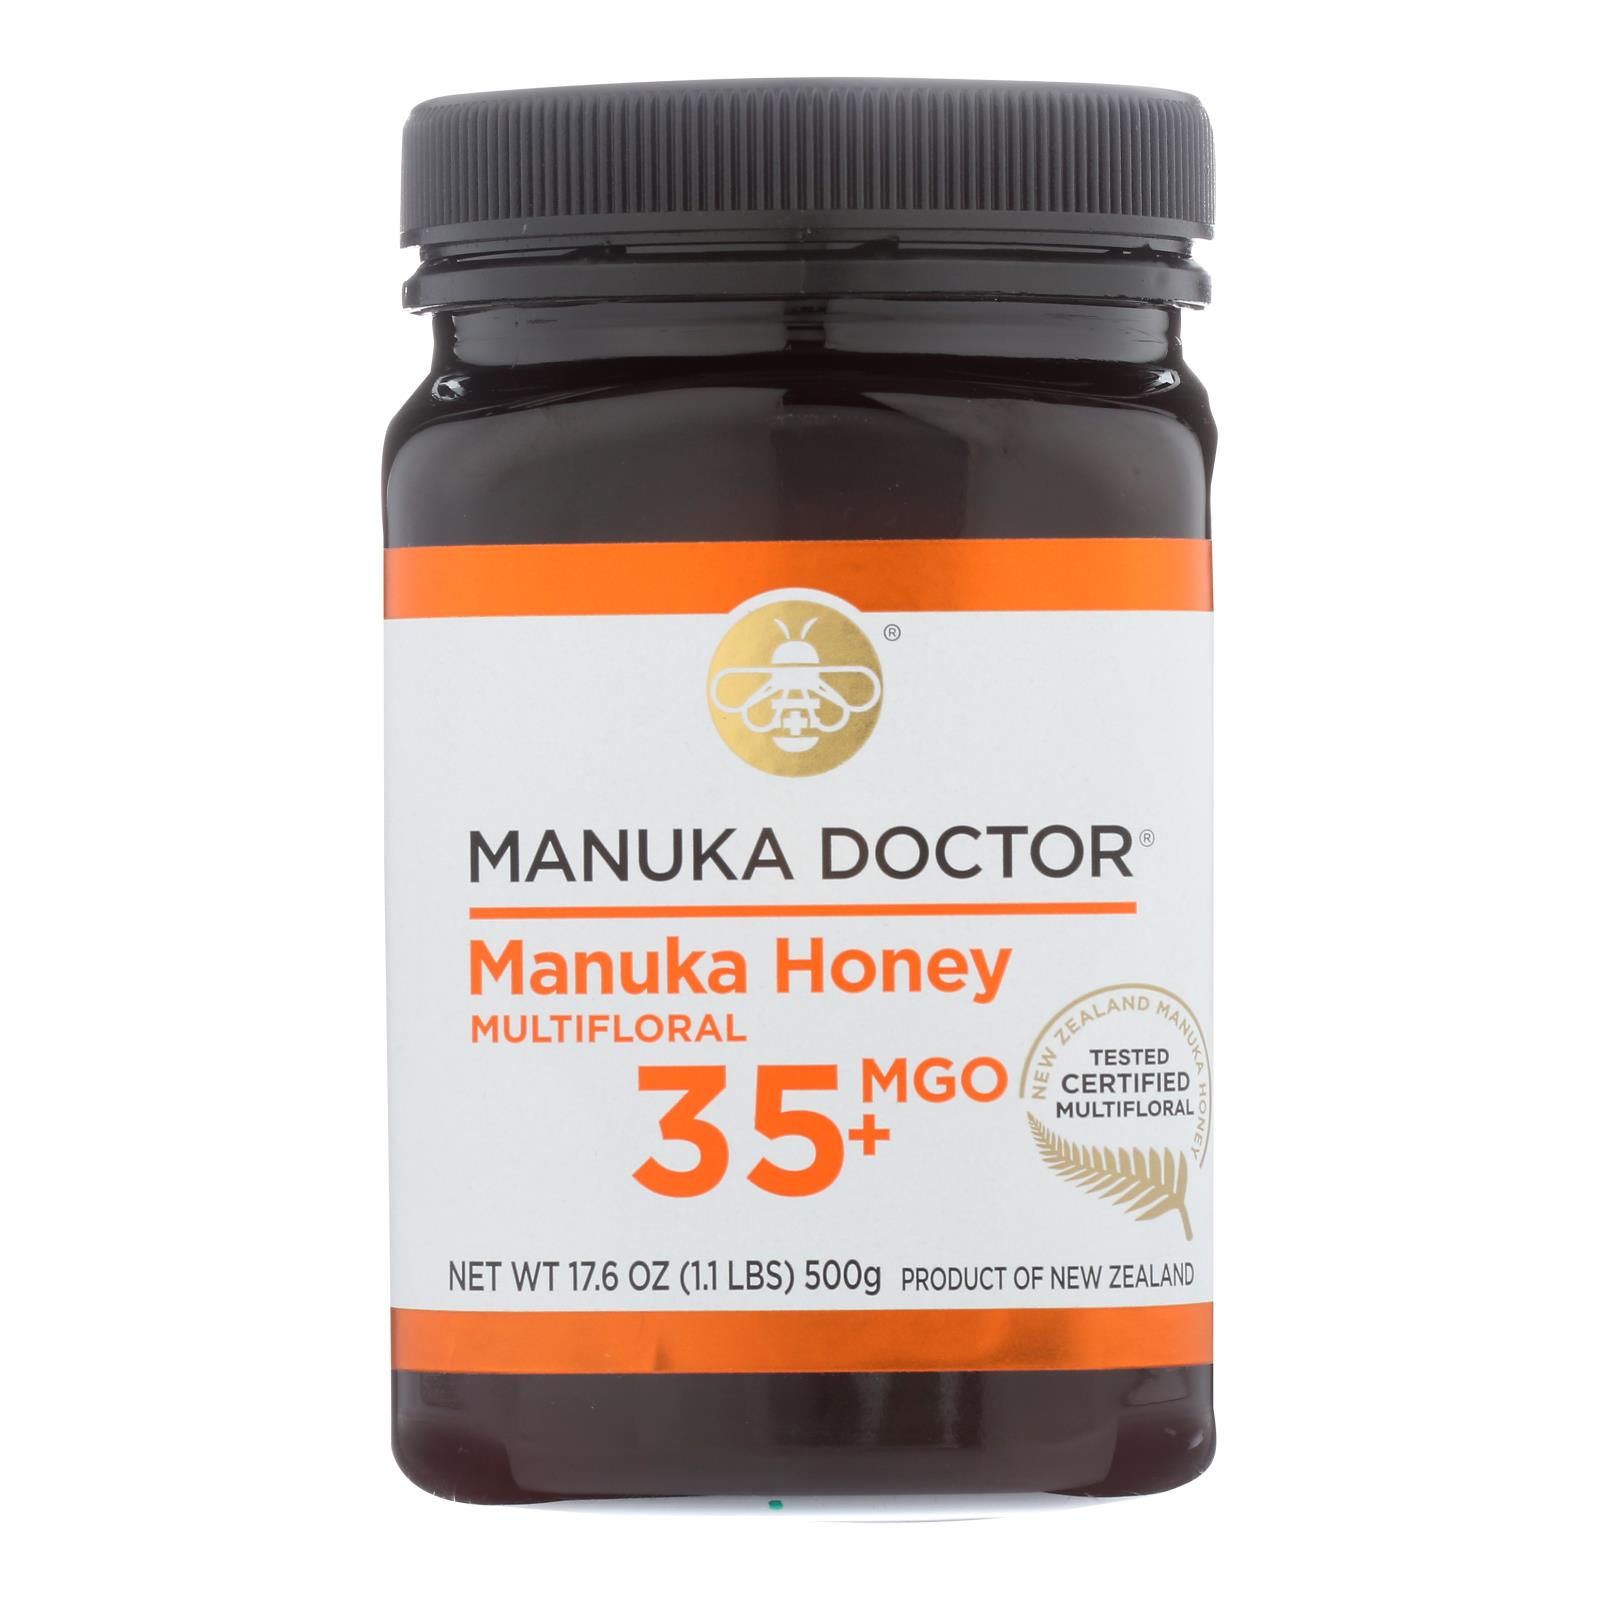 ®
MANUKA DOCTOR®
Manuka Honey
MULTIFLORAL
35+ MGO
NEW ZEALAND MANUKA HONEY
TESTED
CERTIFIED
MULTIFLORAL
NET WT 17.6 OZ (1.1 LBS) 500g PRODUCT OF NEW ZEALAND